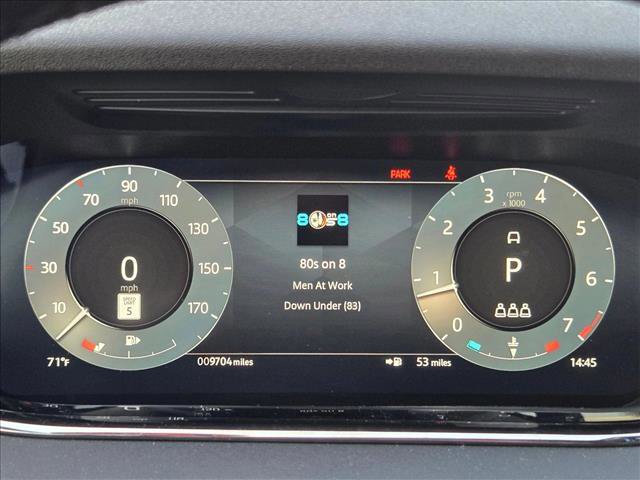 PARK
90
mph
70
110
50
130
30
150
10
170
0
mph
SPEED
LIMIT
5
8 on 8
80s
80s on 8
Men At Work
Down Under (83)
rpm
x 1000
3
4
2
5
1
6
0
7
P
71°F
009704 miles
53 miles
14:45